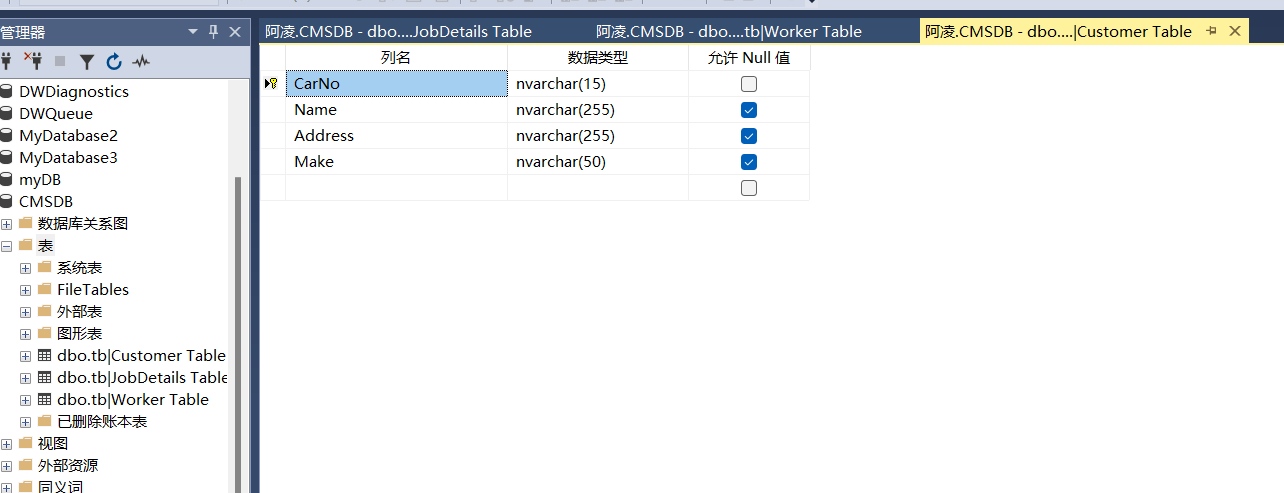 管理器
DWDiagnostics
DWQueue
MyDatabase2
MyDatabase3
myDB
CMSDB
数据库关系图
表
系统表
FileTables
外部表
图形表
dbo.tb|Customer Table
dbo.tb|JobDetails Table
dbo.tb|Worker Table
已删除账本表
视图
外部资源
同义词
阿凌.CMSDB - dbo....JobDetails Table
阿凌.CMSDB - dbo....tb|Worker Table
阿凌.CMSDB - dbo....|Customer Table
列名 数据类型 允许 Null 值
CarNo nvarchar(15)
Name nvarchar(255)
Address nvarchar(255)
Make nvarchar(50)